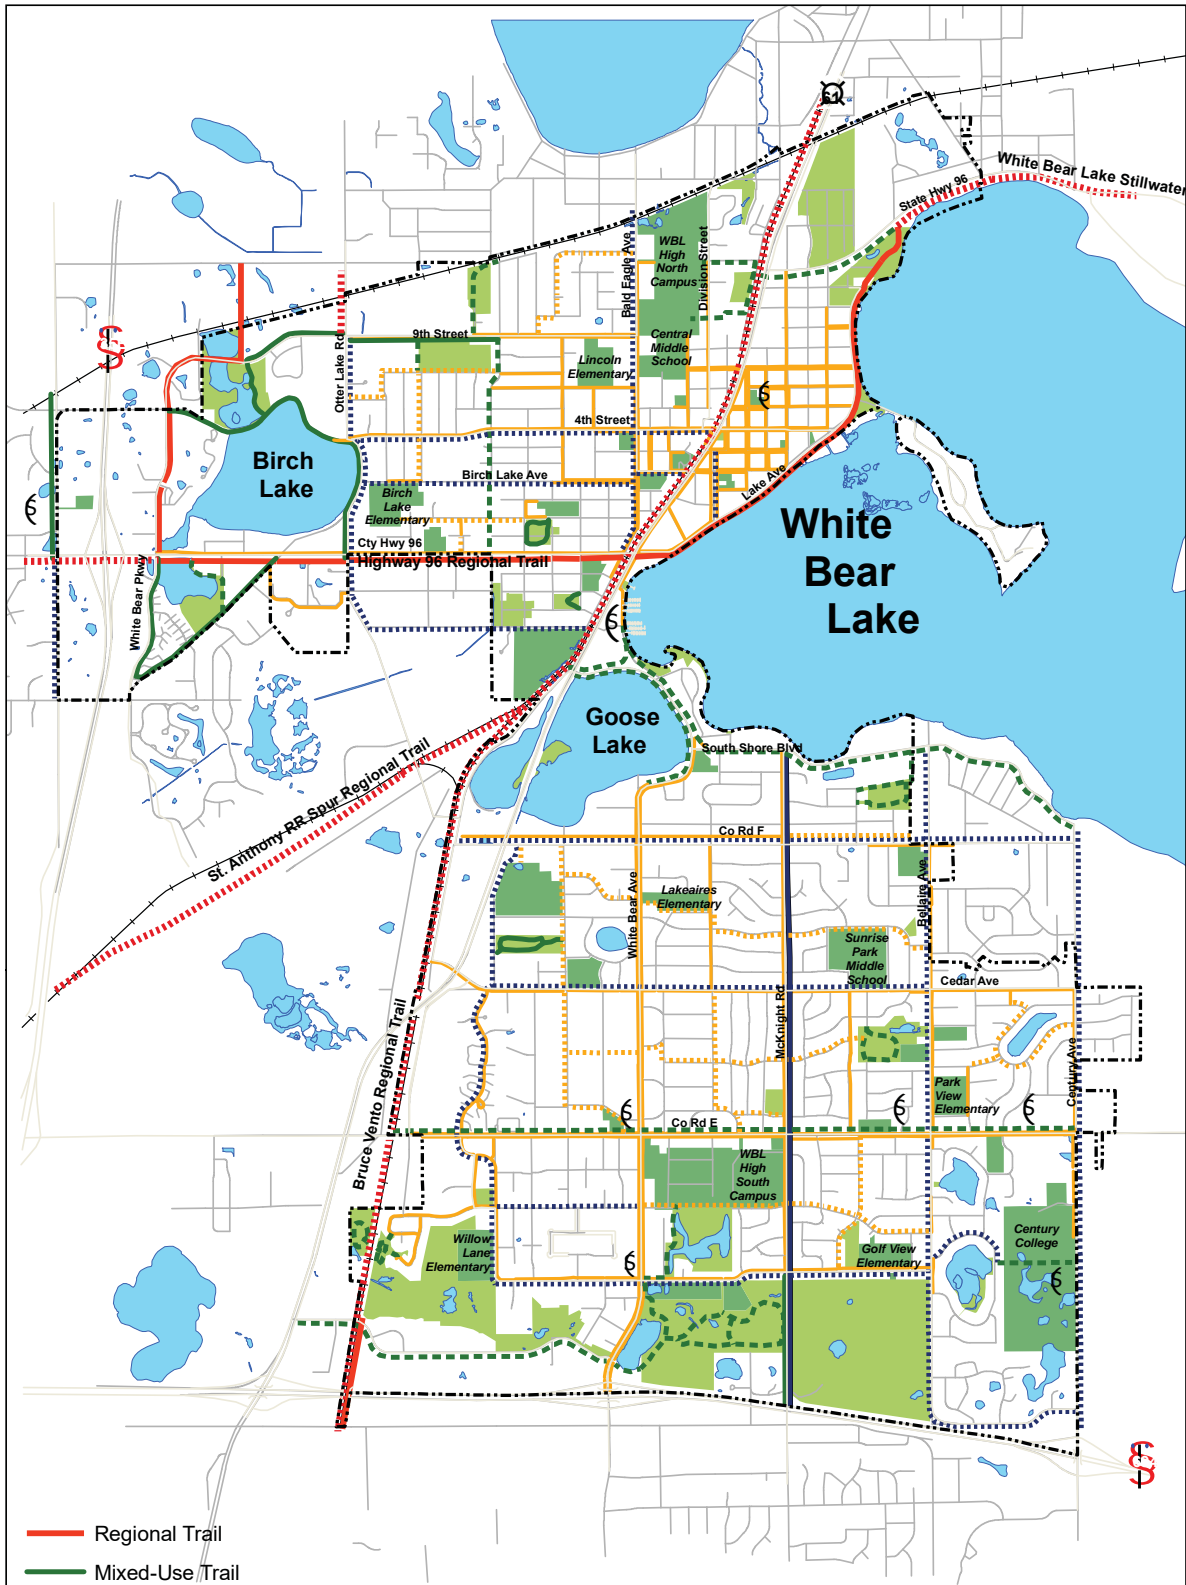 61
White Bear Lake Stillwater
State Hwy 96
WBL
High
North
Campus
Bald Eagle Ave
Division Street
9th Street
Otter Lake Rd
Central
Middle
School
Lincoln
Elementary
4th Street
Birch
Lake
Birch Lake Ave
Lake Ave
Birch
Lake
Elementary
White
Bear
Lake
Cty Hwy 96
Highway 96 Regional Trail
White Bear Pkwy
Goose
Lake
South Shore Blvd
St. Anthony RR Spur Regional Trail
Co Rd F
White Bear Ave
Lakeaires
Elementary
Bellaire Ave
Sunrise
Park
Middle
School
Cedar Ave
McKnight Rd
Bruce Vento Regional Trail
Century Ave
Park
View
Elementary
Co Rd E
WBL
High
South
Campus
Willow
Lane
Elementary
Golf View
Elementary
Century
College
Regional Trail
Mixed-Use Trail